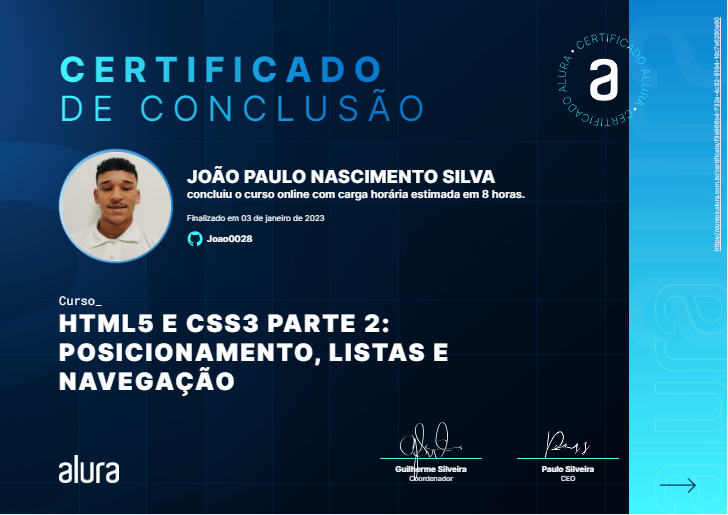 CERTIFICADO
DE CONCLUSÃO
CERTIFICADO ALURA • CERTIFICADO ALURA •
a
JOÃO PAULO NASCIMENTO SILVA
concluiu o curso online com carga horária estimada em 8 horas.
Finalizado em 03 de janeiro de 2023
Joao0028
Curso_
HTML5 E CSS3 PARTE 2:
POSICIONAMENTO, LISTAS E
NAVEGAÇÃO
alura
Guilherme Silveira
Coordenador
Paulo Silveira
CEO
alura